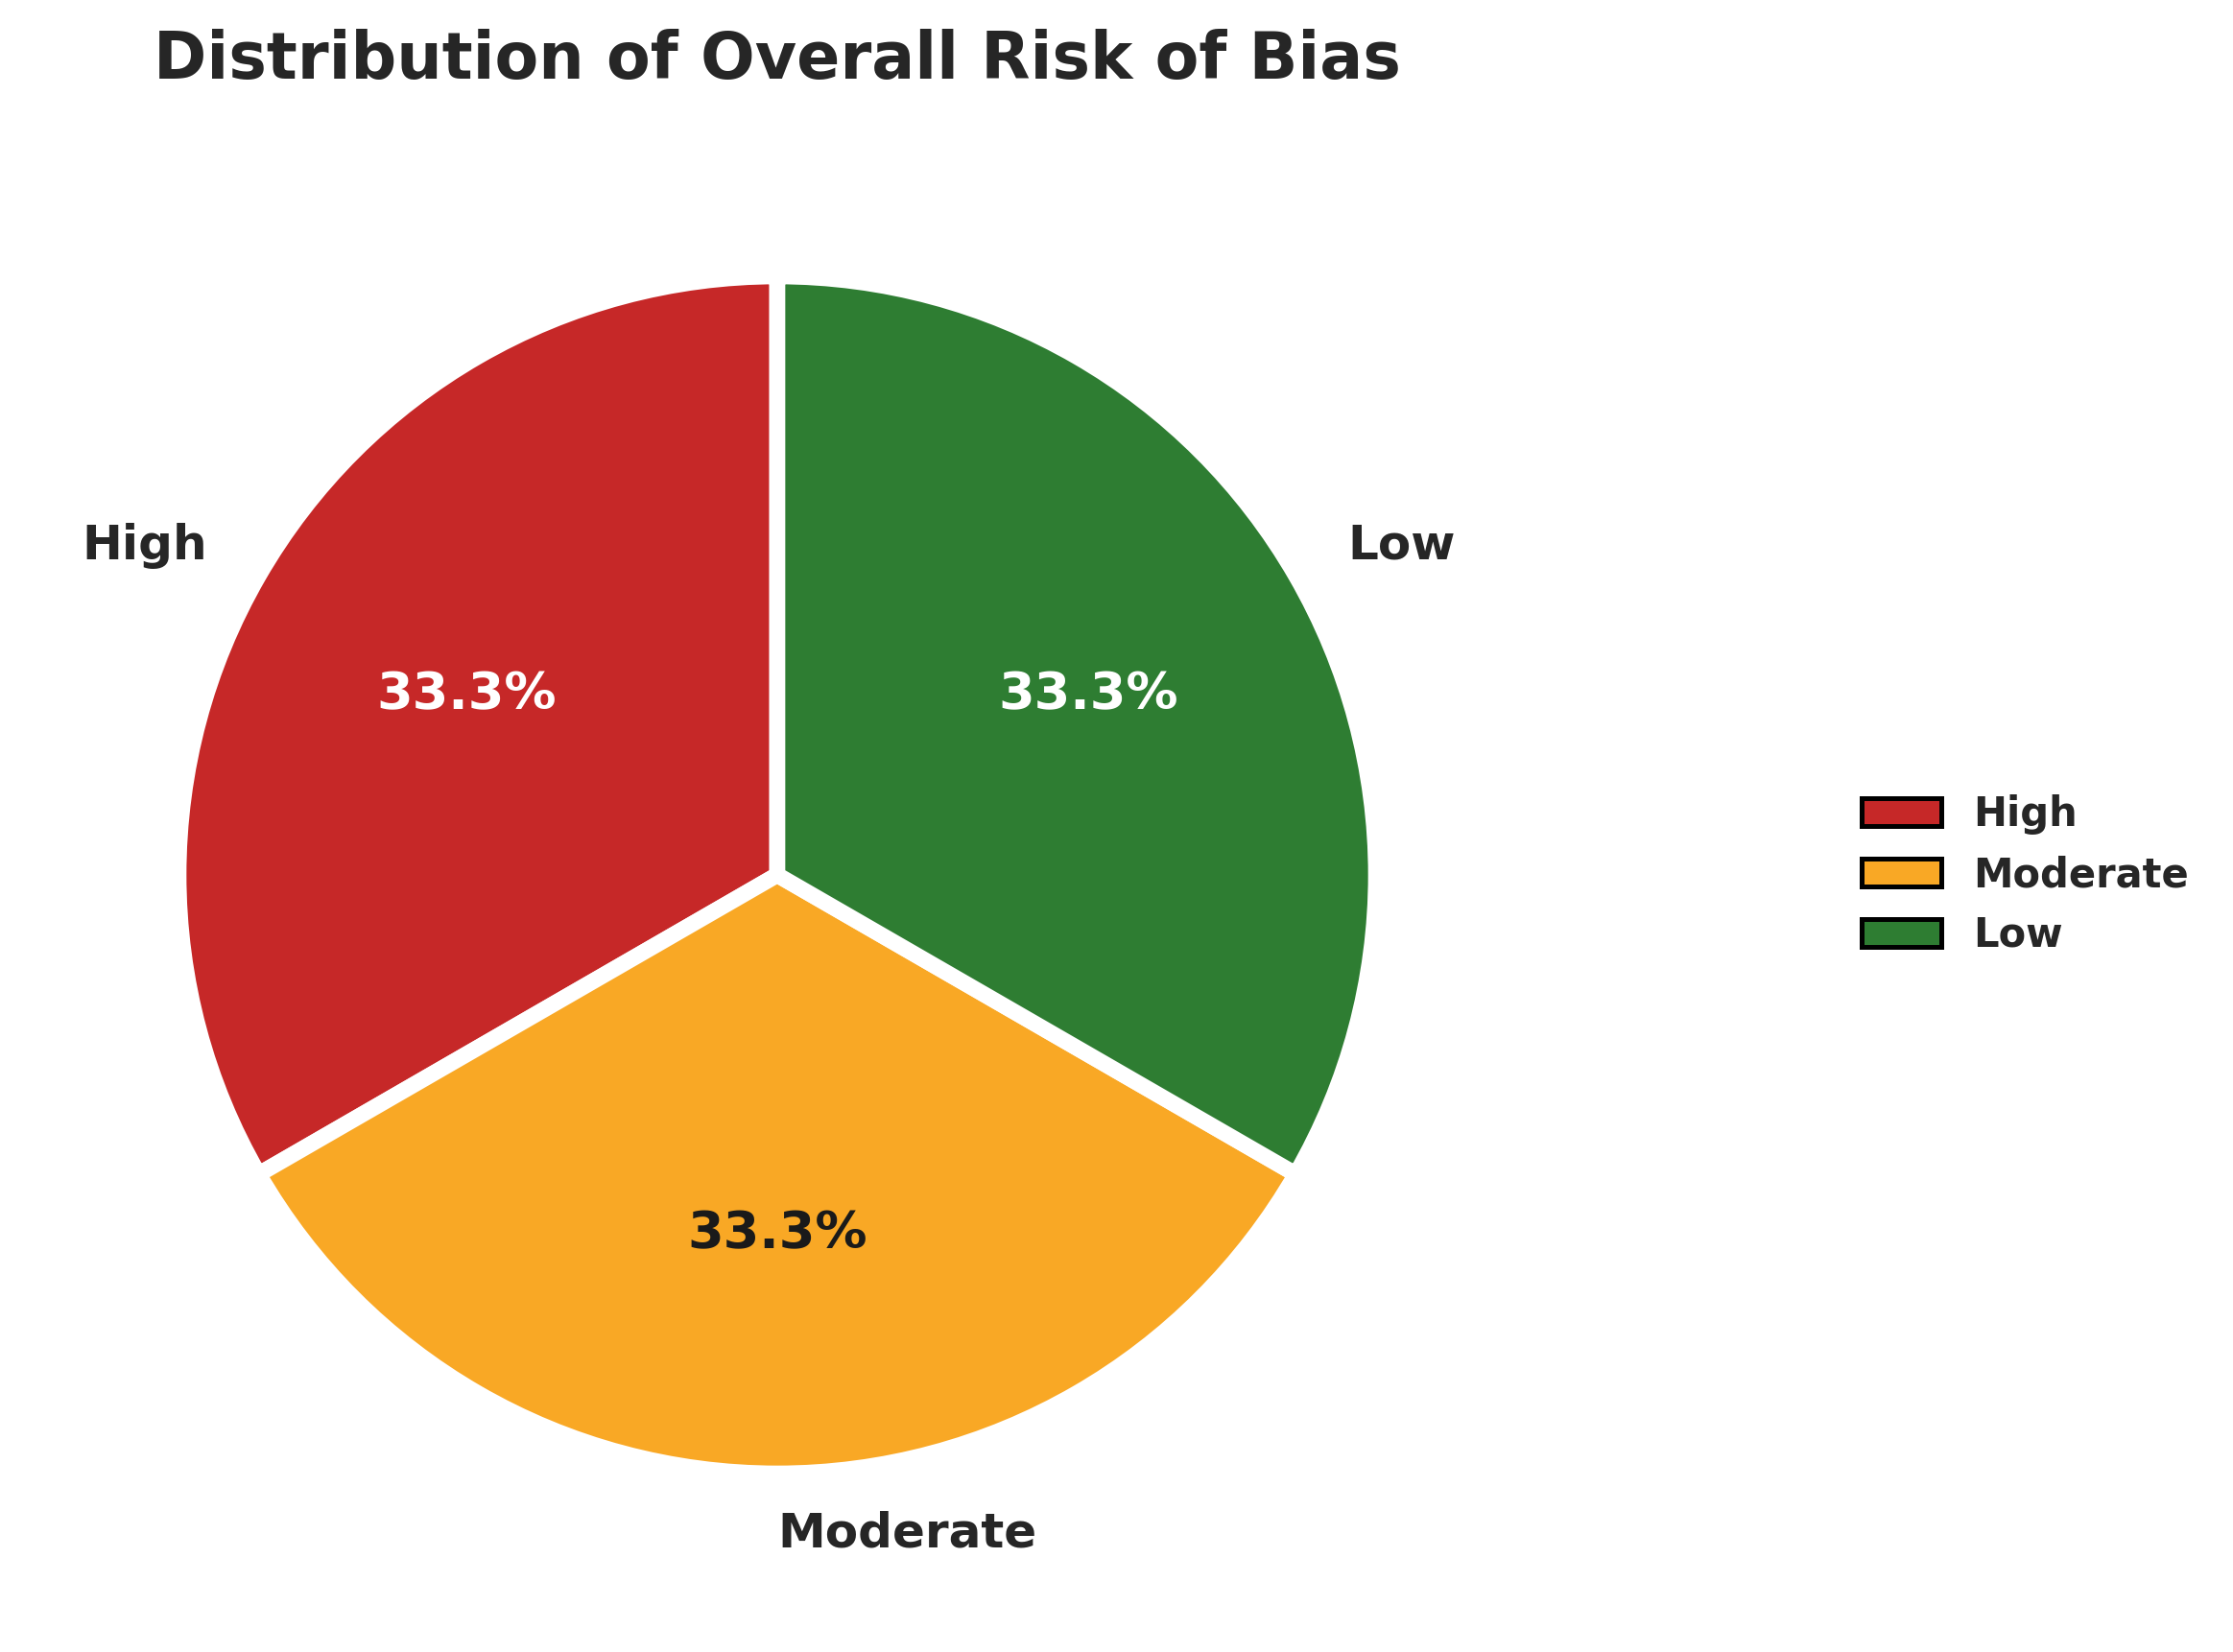 Distribution of Overall Risk of Bias
High
Low
33.3%
33.3%
High
Moderate
Low
33.3%
Moderate